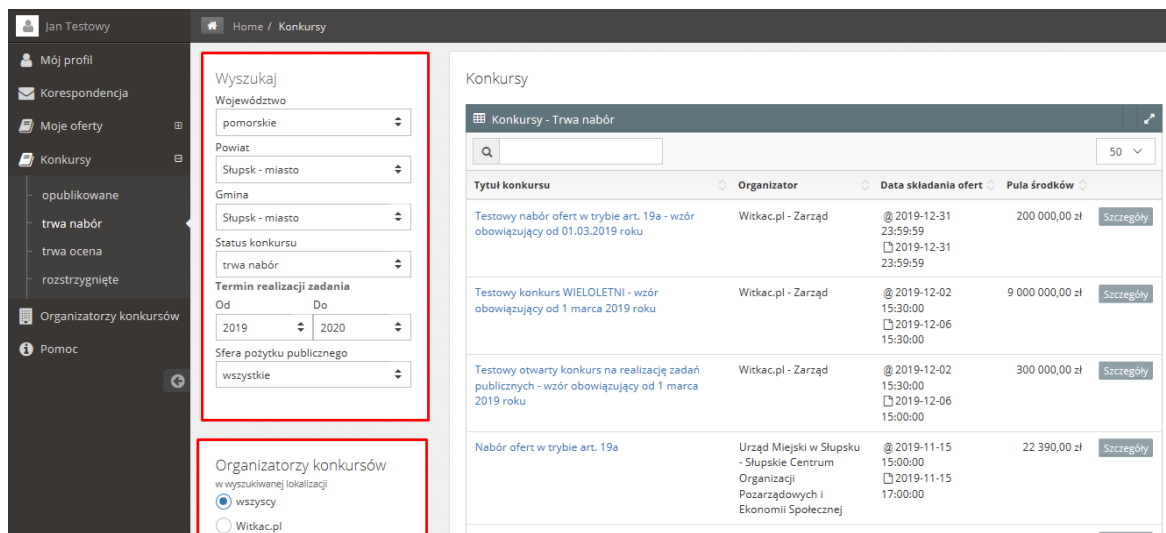 Jan Testowy
Home / Konkursy
Mój profil
Korespondencja
Moje oferty
Konkursy
opublikowane
trwa nabór
trwa ocena
rozstrzygnięte
Organizatorzy konkursów
Pomoc
Wyszukaj
Województwo
pomorskie
Powiat
Słupsk - miasto
Gmina
Słupsk - miasto
Status konkursu
trwa nabór
Termin realizacji zadania
Od Do
2019 2020
Sfera pożytku publicznego
wszystkie
Organizatorzy konkursów
w wyszukiwanej lokalizacji
wszyscy
Witkac.pl
Konkursy
Konkursy - Trwa nabór
50
Tytuł konkursu Organizator Data składania ofert Pula środków
Testowy nabór ofert w trybie art. 19a - wzór Witkac.pl - Zarząd @ 2019-12-31 200 000,00 zł Szczegóły
obowiązujący od 01.03.2019 roku 23:59:59
2019-12-31
23:59:59
Testowy konkurs WIELOLETNI - wzór Witkac.pl - Zarząd @ 2019-12-02 9 000 000,00 zł Szczegóły
obowiązujący od 1 marca 2019 roku 15:30:00
2019-12-06
15:30:00
Testowy otwarty konkurs na realizację zadań Witkac.pl - Zarząd @ 2019-12-02 300 000,00 zł Szczegóły
publicznych - wzór obowiązujący od 1 marca 15:30:00
2019 roku 2019-12-06
15:00:00
Nabór ofert w trybie art. 19a Urząd Miejski w Słupsku @ 2019-11-15 22 390,00 zł Szczegóły
- Słupskie Centrum 15:00:00
Organizacji 2019-11-15
Pozarządowych i 17:00:00
Ekonomii Społecznej